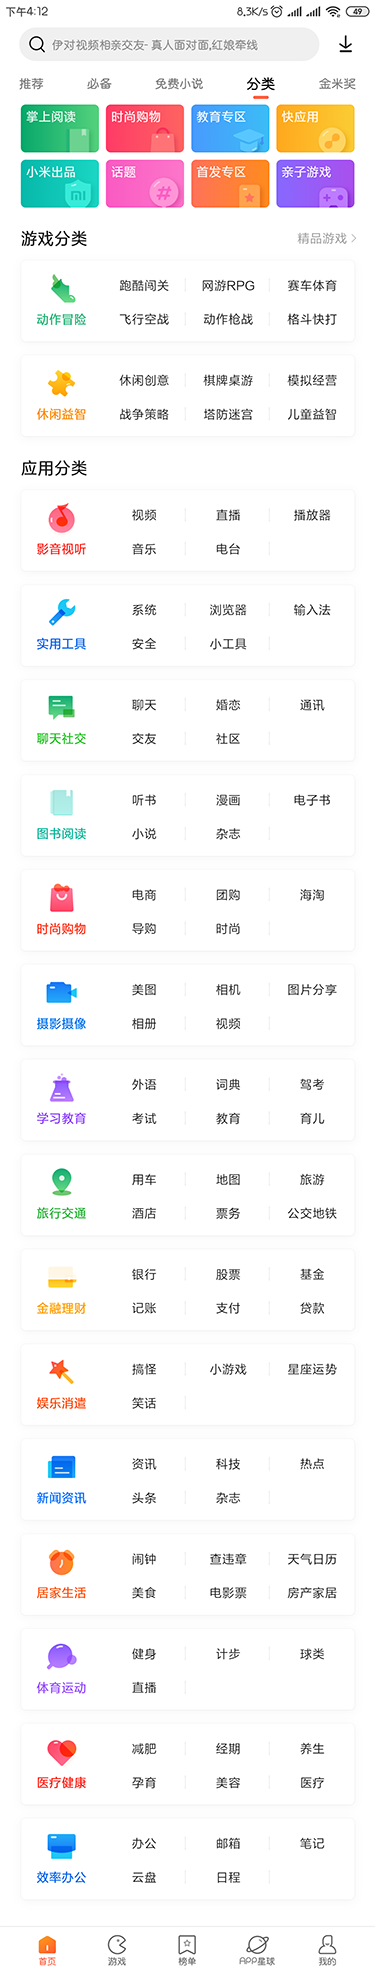 下午4:12 8,3K/s 49
伊对视频相亲交友- 真人面对面,红娘牵线
推荐 必备 免费小说 分类 金米奖
掌上阅读 时尚购物 教育专区 快应用
小米出品 话题 首发专区 亲子游戏
游戏分类 精品游戏 >
跑酷闯关 网游RPG 赛车体育
动作冒险 飞行空战 动作枪战 格斗快打
休闲创意 棋牌桌游 模拟经营
休闲益智 战争策略 塔防迷宫 儿童益智
应用分类
视频 直播 播放器
影音视听 音乐 电台
系统 浏览器 输入法
实用工具 安全 小工具
聊天 婚恋 通讯
聊天社交 交友 社区
听书 漫画 电子书
图书阅读 小说 杂志
电商 团购 海淘
时尚购物 导购 时尚
美图 相机 图片分享
摄影摄像 相册 视频
外语 词典 驾考
学习教育 考试 教育 育儿
用车 地图 旅游
旅行交通 酒店 票务 公交地铁
银行 股票 基金
金融理财 记账 支付 贷款
搞怪 小游戏 星座运势
娱乐消遣 笑话
资讯 科技 热点
新闻资讯 头条 杂志
闹钟 查违章 天气日历
居家生活 美食 电影票 房产家居
健身 计步 球类
体育运动 直播
减肥 经期 养生
医疗健康 孕育 美容 医疗
办公 邮箱 笔记
效率办公 云盘 日程
首页 游戏 榜单 APP星球 我的